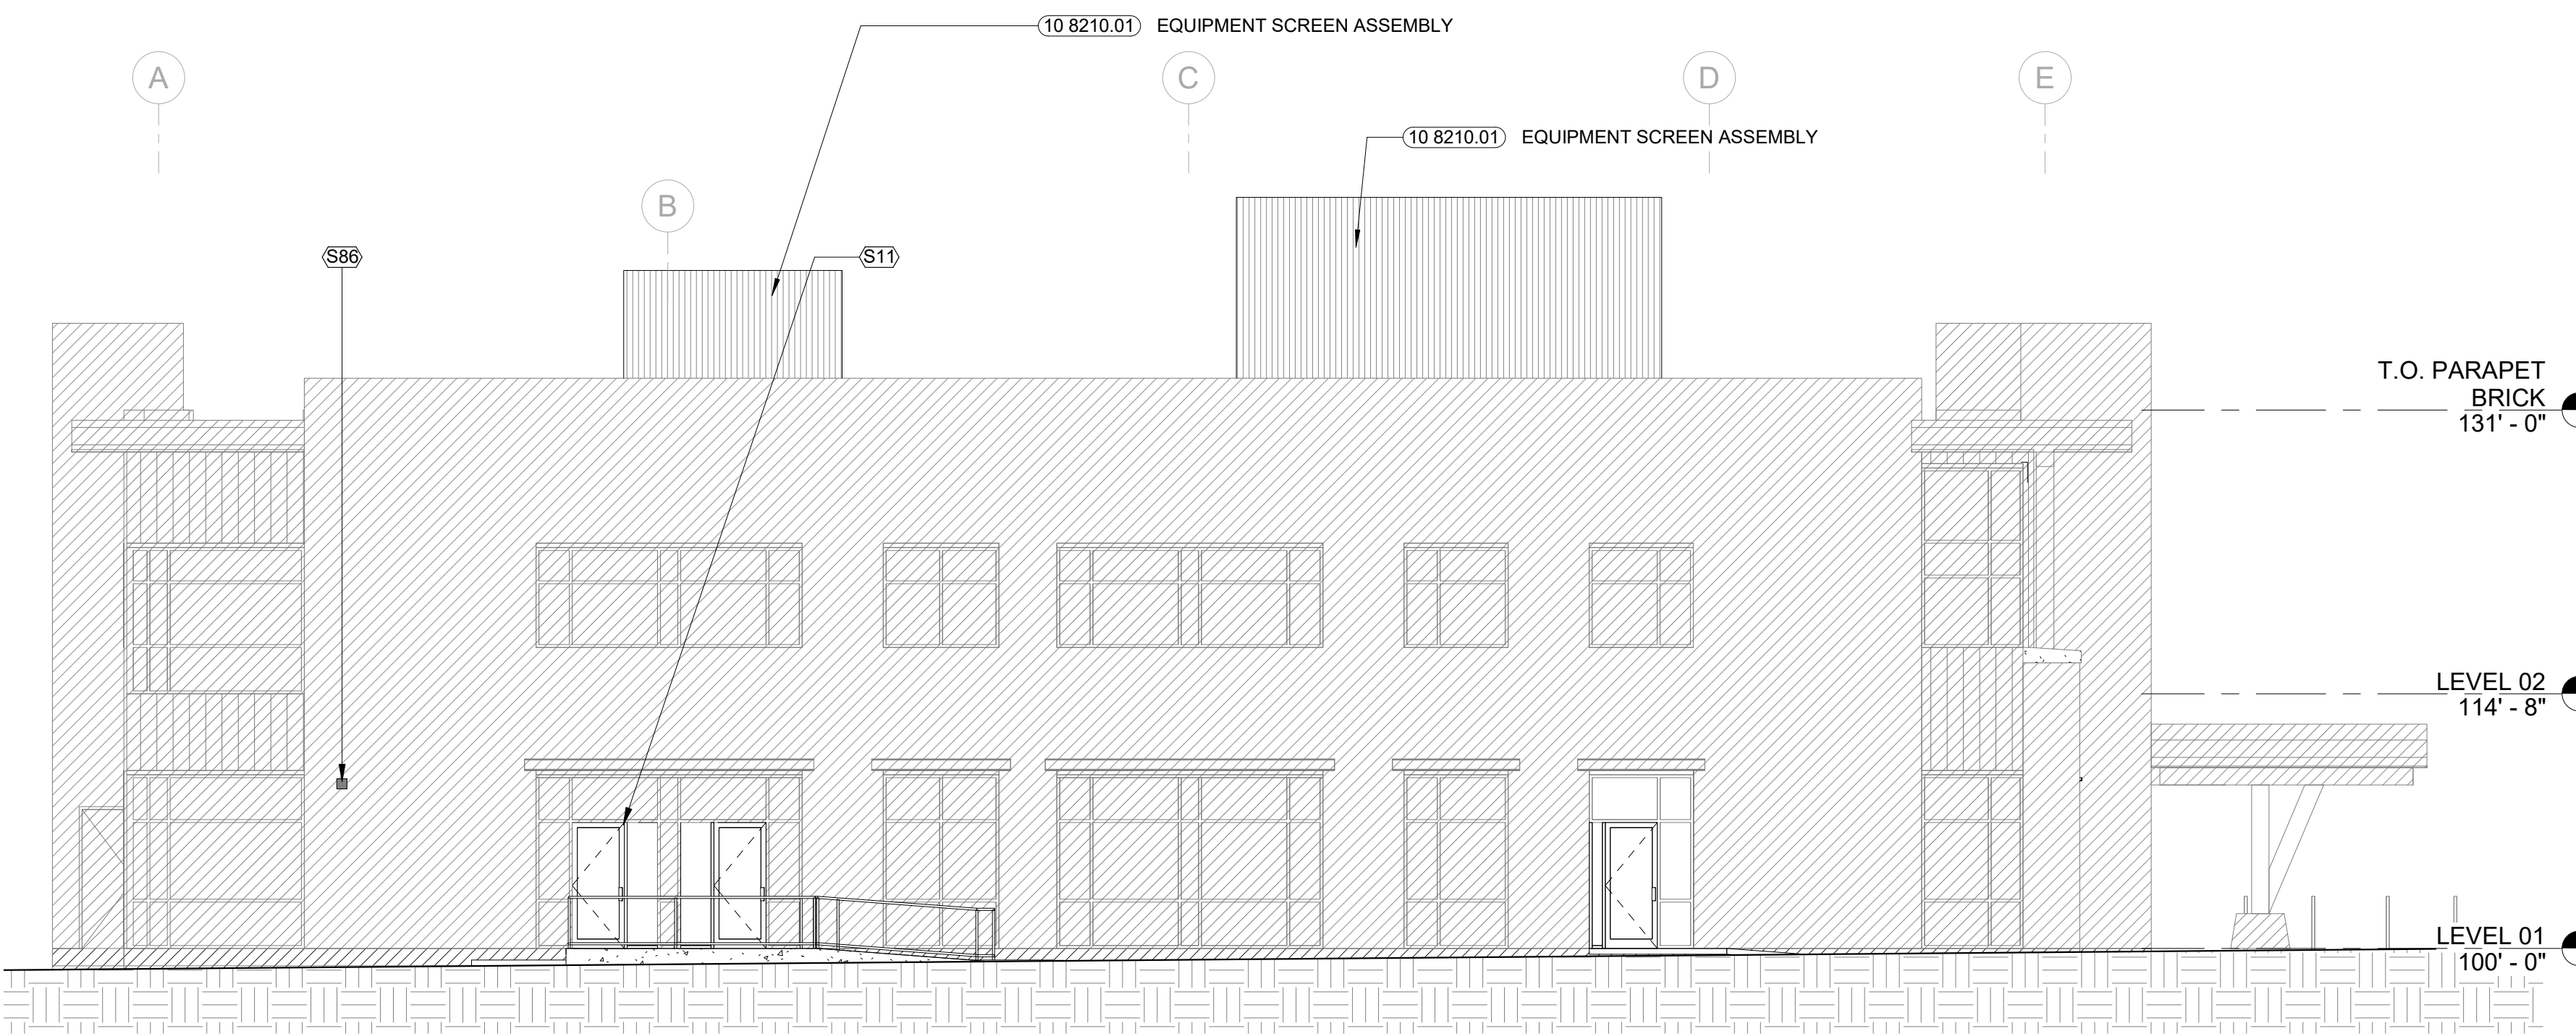 10 8210.01 EQUIPMENT SCREEN ASSEMBLY
A
C
D
E
10 8210.01 EQUIPMENT SCREEN ASSEMBLY
B
S86
S11
T.O. PARAPET
BRICK
131' - 0"
LEVEL 02
114' - 8"
LEVEL 01
100' - 0"